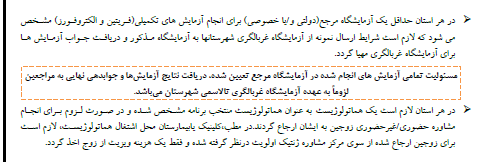 ➢ در هر استان حداقل یک آزمایشگاه مرجع(دولتی و/یا خصوصی) برای انجام آزمایش های تکمیلی(فریتین و الکتروفورز) مشخص
می شود که لازم است شرایط ارسال نمونه از آزمایشگاه غربالگری شهرستانها به آزمایشگاه مذکور و دریافت جواب آزمایش ها
برای آزمایشگاه غربالگری مهیا گردد.
مسئولیت تمامی آزمایش های انجام شده در آزمایشگاه مرجع تعیین شده، دریافت نتایج آزمایش‌ها و جوابدهی نهایی به مراجعین
لزوماً به عهده آزمایشگاه غربالگری تالاسمی شهرستان می‌باشد.
➢ در هر استان لازم است یک هماتولوژیست به عنوان هماتولوژیست منتخب برنامه مشخص شده و در صورت لزوم برای انجام
مشاوره حضوری/غیرحضوری زوجین به ایشان ارجاع گردند.در مطب،کلینیک یابیمارستان محل اشتغال هماتولوژیست، لازم است
برای زوجین ارجاع شده از سوی مرکز مشاوره ژنتیک اولویت درنظر گرفته شده و فقط یک هزینه ویزیت از زوج اخذ گردد.